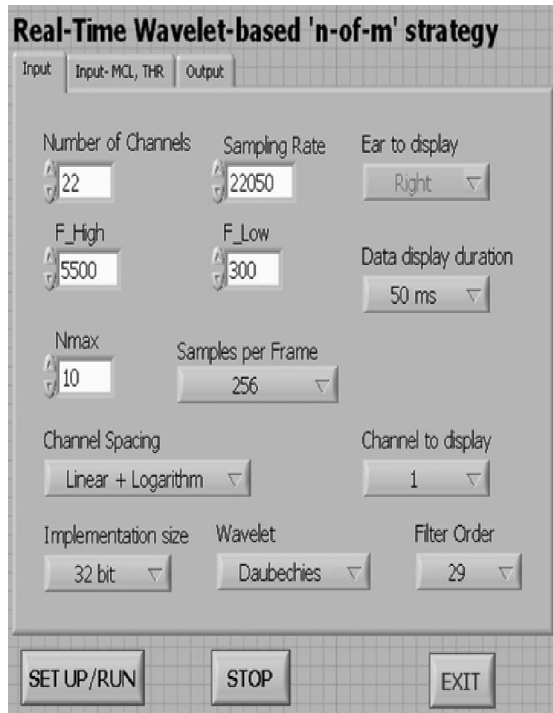 Real-Time Wavelet-based 'n-of-m' strategy
Input Input- MCL, THR Output
Number of Channels Sampling Rate Ear to display
22 22050 Right
F_High F_Low Data display duration
5500 300 50 ms
Nmax Samples per Frame
10 256
Channel Spacing Channel to display
Linear + Logarithm 1
Implementation size Wavelet Filter Order
32 bit Daubechies 29
SET UP/RUN STOP EXIT